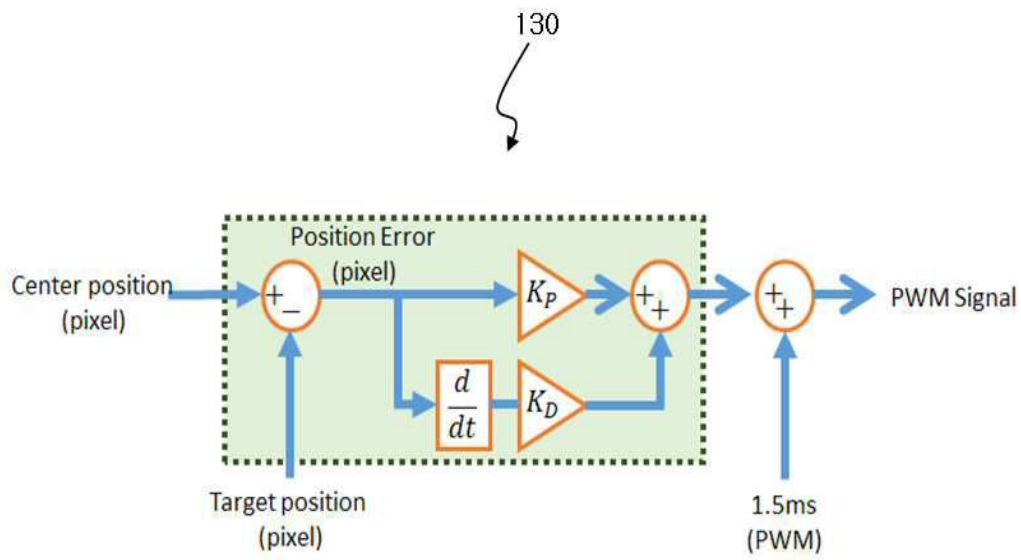 130
Position Error
(pixel)
Center position
(pixel)
+
−
K_P
+
+
+
+
PWM Signal
d
dt
K_D
Target position
(pixel)
1.5ms
(PWM)